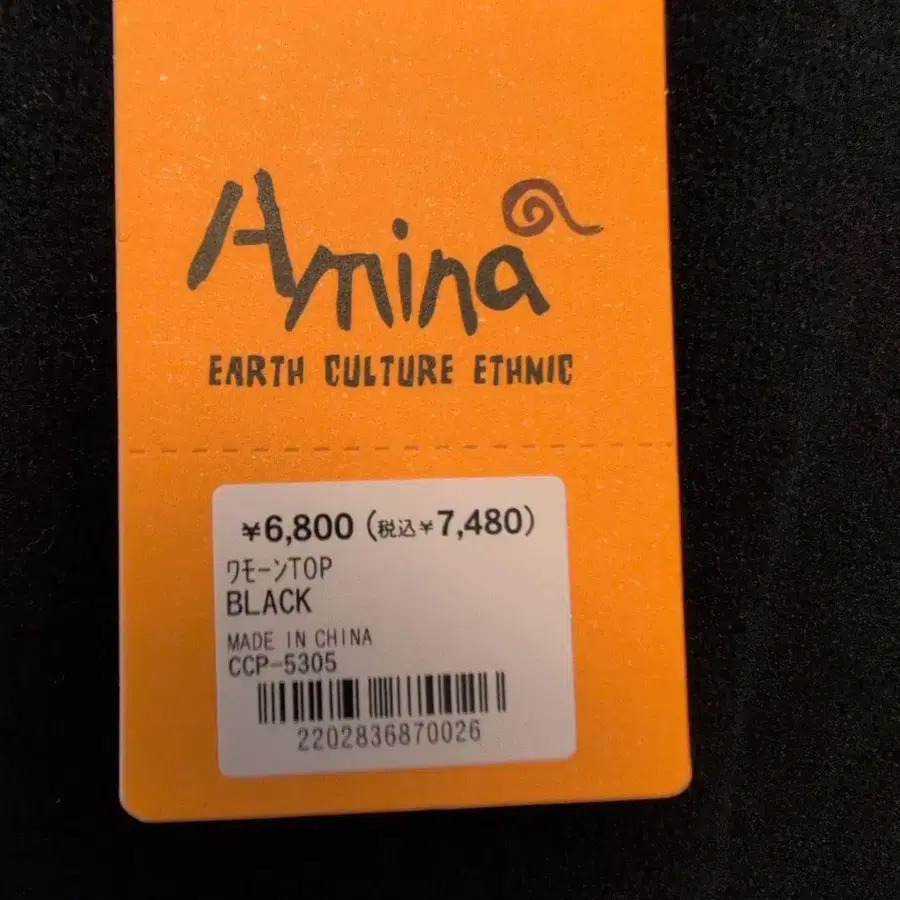 Amina
EARTH CULTURE ETHNIC
¥6,800 (税込¥7,480)
ﾜﾓｰﾝTOP
BLACK
MADE IN CHINA
CCP-5305
2202836870026